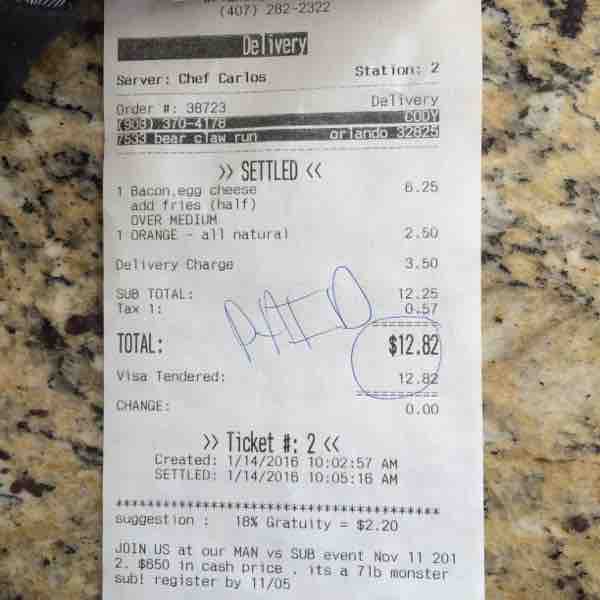 (407) 282-2322
Delivery
Server: Chef Carlos Station: 2
Order #: 38723 Delivery
(903) 370-4178 CODY
7533 bear claw run orlando 32825
>> SETTLED <<
1 Bacon,egg cheese 6.25
add fries (half)
OVER MEDIUM
1 ORANGE - all natural 2.50
Delivery Charge 3.50
SUB TOTAL: 12.25
Tax 1: 0.57
PAID
TOTAL: $12.82
Visa Tendered: 12.82
CHANGE: 0.00
>> Ticket #: 2 <<
Created: 1/14/2016 10:02:57 AM
SETTLED: 1/14/2016 10:05:16 AM
****************************************
suggestion : 18% Gratuity = $2.20
JOIN US at our MAN vs SUB event Nov 11 201
2. $650 in cash price . its a 7lb monster
sub! register by 11/05